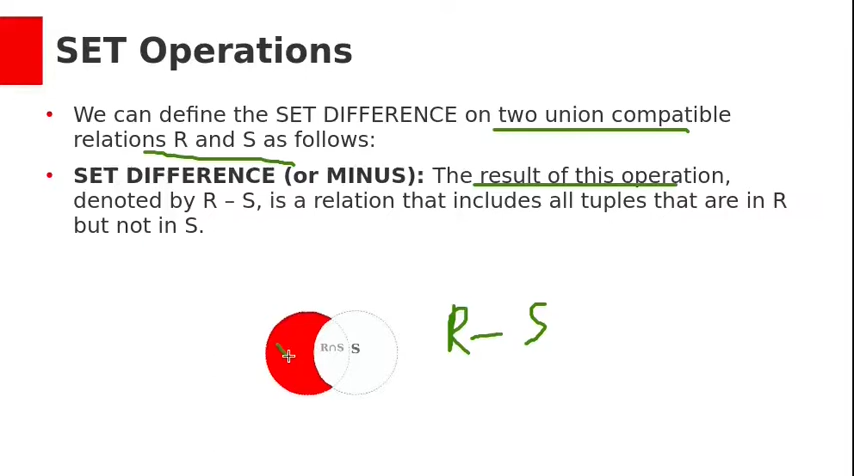 SET Operations
• We can define the SET DIFFERENCE on two union compatible
relations R and S as follows:
• SET DIFFERENCE (or MINUS): The result of this operation,
denoted by R – S, is a relation that includes all tuples that are in R
but not in S.
R∩S S
R – S